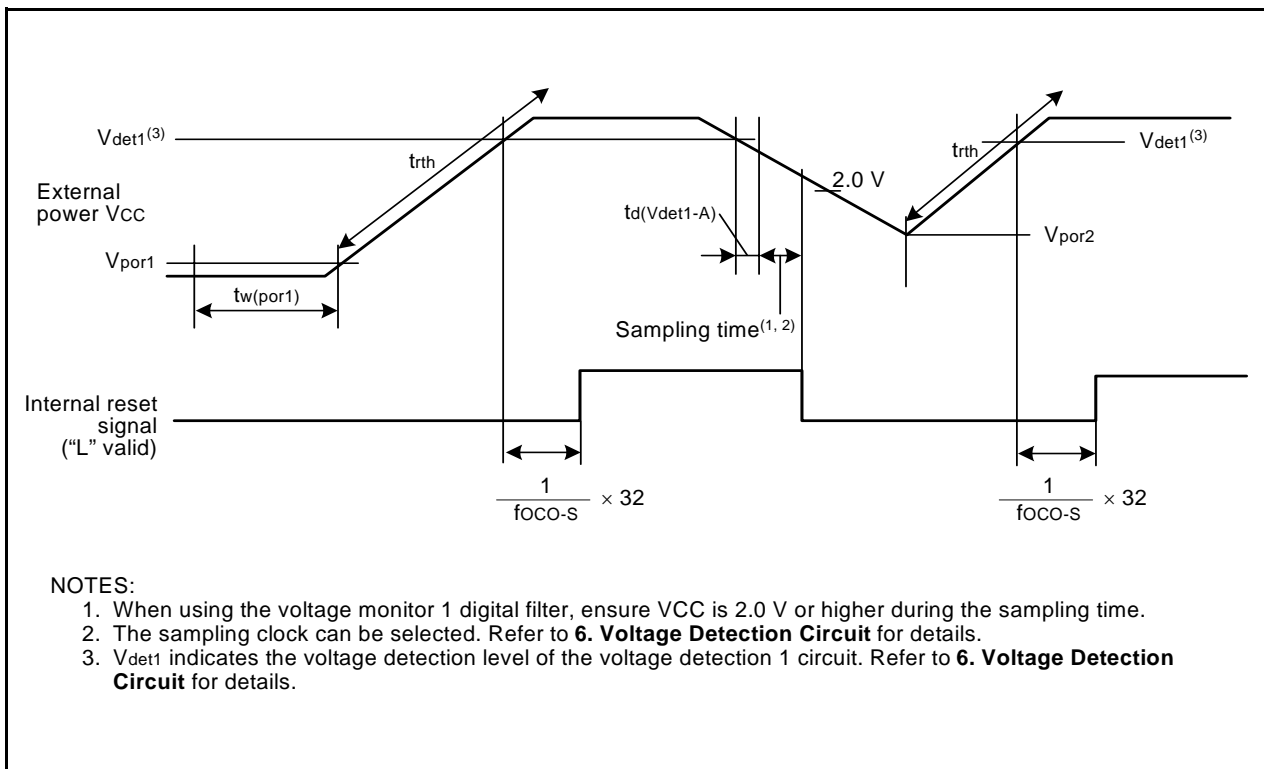 Vdet1(3)
trth
trth
Vdet1(3)
External
power VCC
2.0 V
td(Vdet1-A)
Vpor1
Vpor2
tw(por1)
Sampling time(1, 2)
Internal reset
signal
(“L” valid)
1
fOCO-S
× 32
1
fOCO-S
× 32
NOTES:
1. When using the voltage monitor 1 digital filter, ensure VCC is 2.0 V or higher during the sampling time.
2. The sampling clock can be selected. Refer to 6. Voltage Detection Circuit for details.
3. Vdet1 indicates the voltage detection level of the voltage detection 1 circuit. Refer to 6. Voltage Detection
Circuit for details.